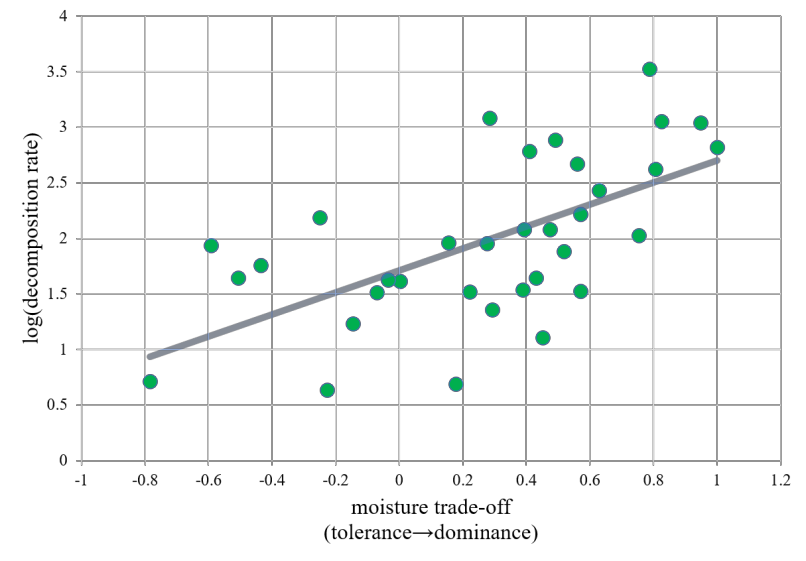 4
3.5
3
2.5
2
1.5
1
0.5
0
-1 -0.8 -0.6 -0.4 -0.2 0 0.2 0.4 0.6 0.8 1 1.2
log(decomposition rate)
moisture trade-off
(tolerance→dominance)